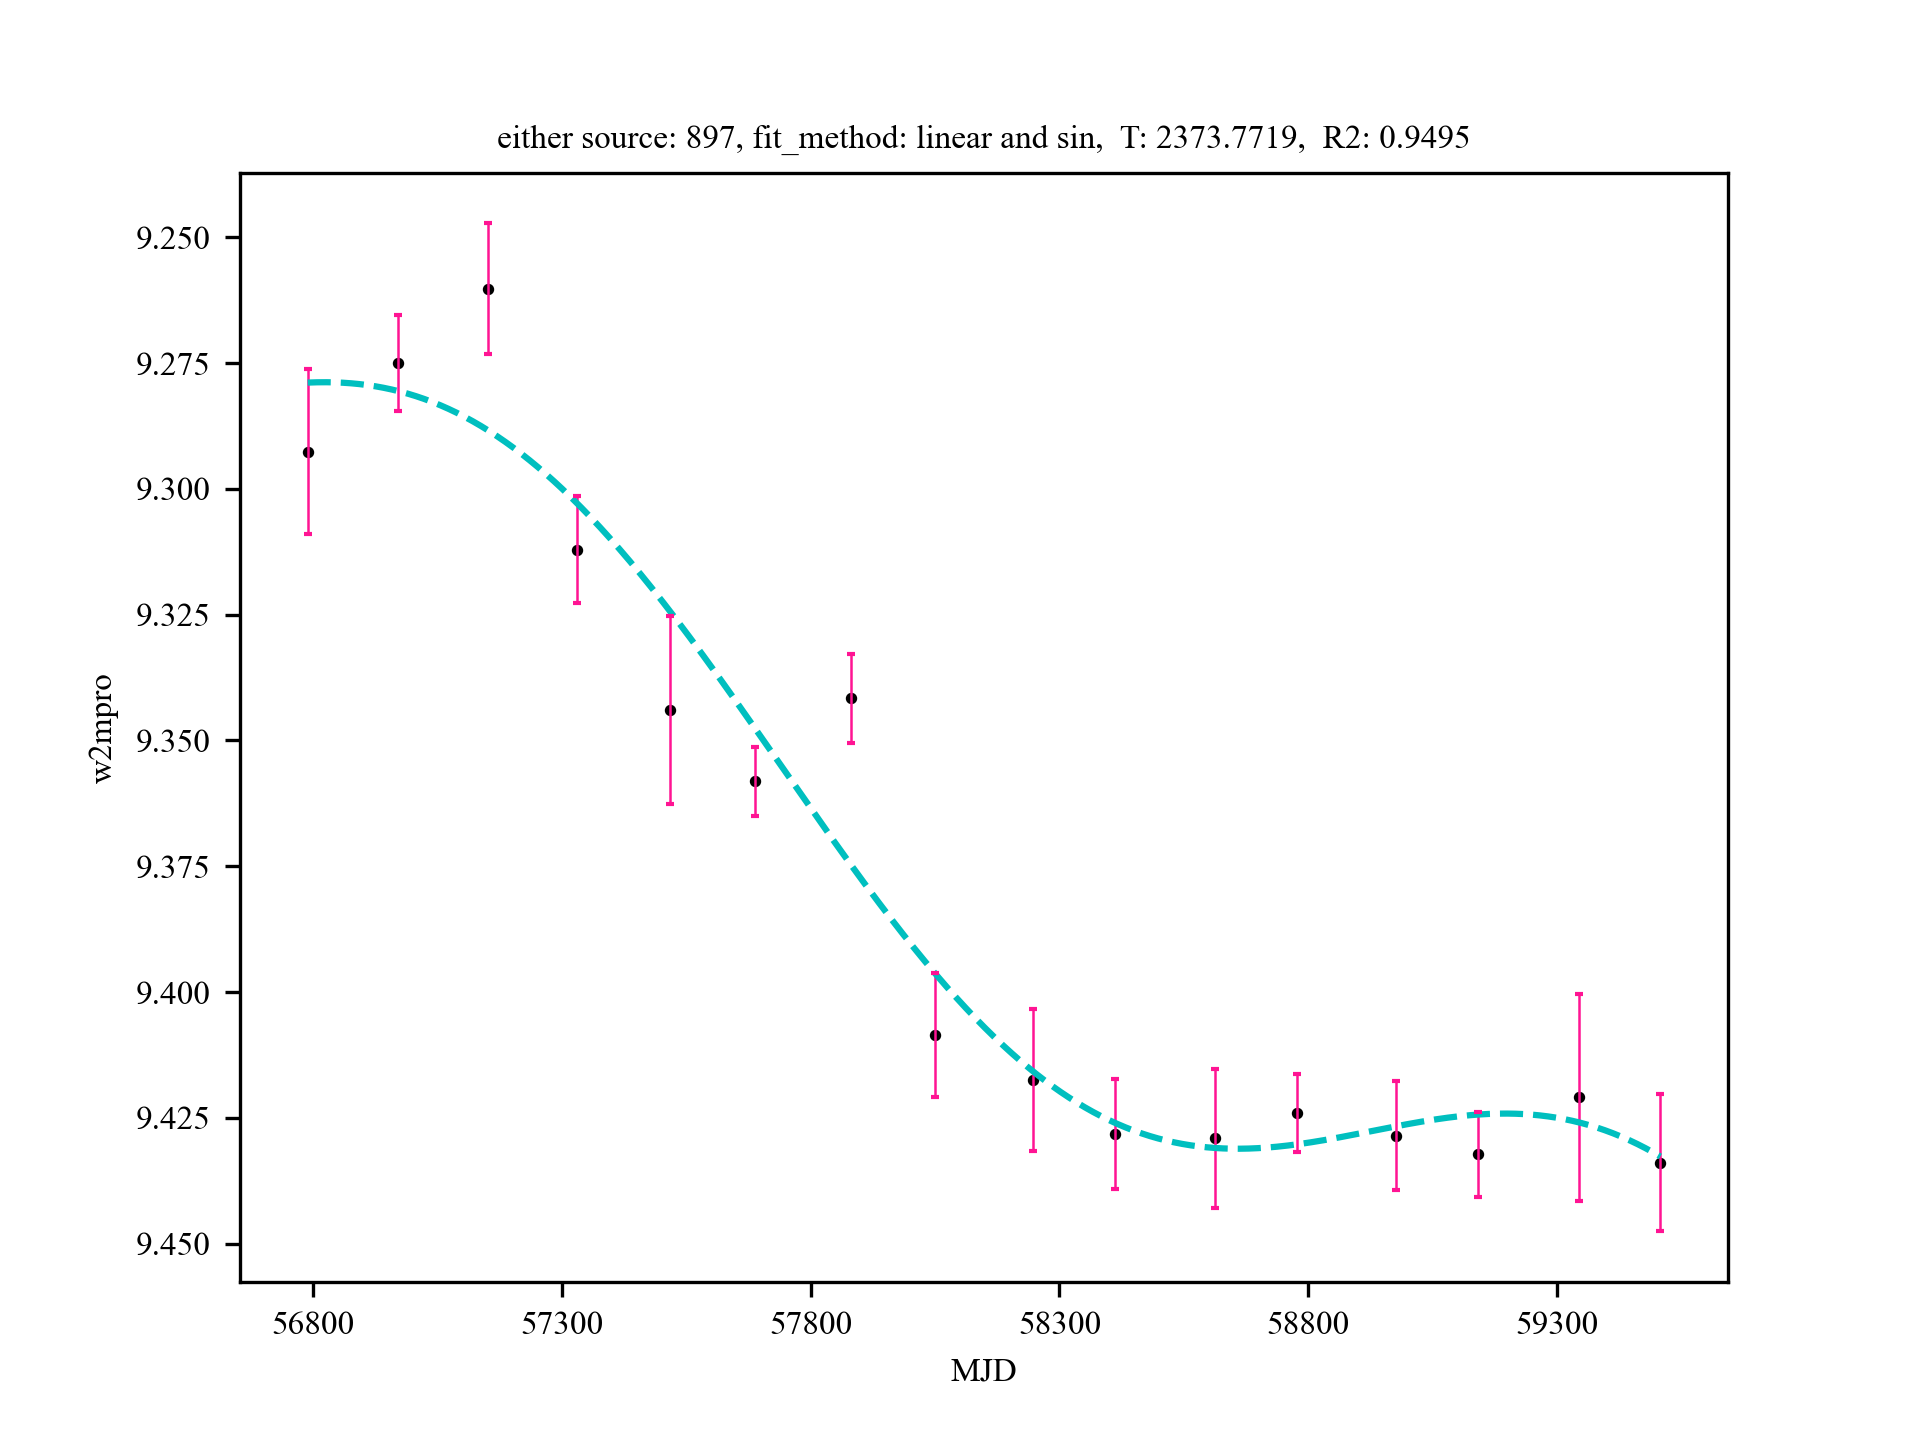 either source: 897, fit_method: linear and sin,  T: 2373.7719,  R2: 0.9495
9.250
9.275
9.300
9.325
9.350
9.375
9.400
9.425
9.450
w2mpro
56800 57300 57800 58300 58800 59300
MJD